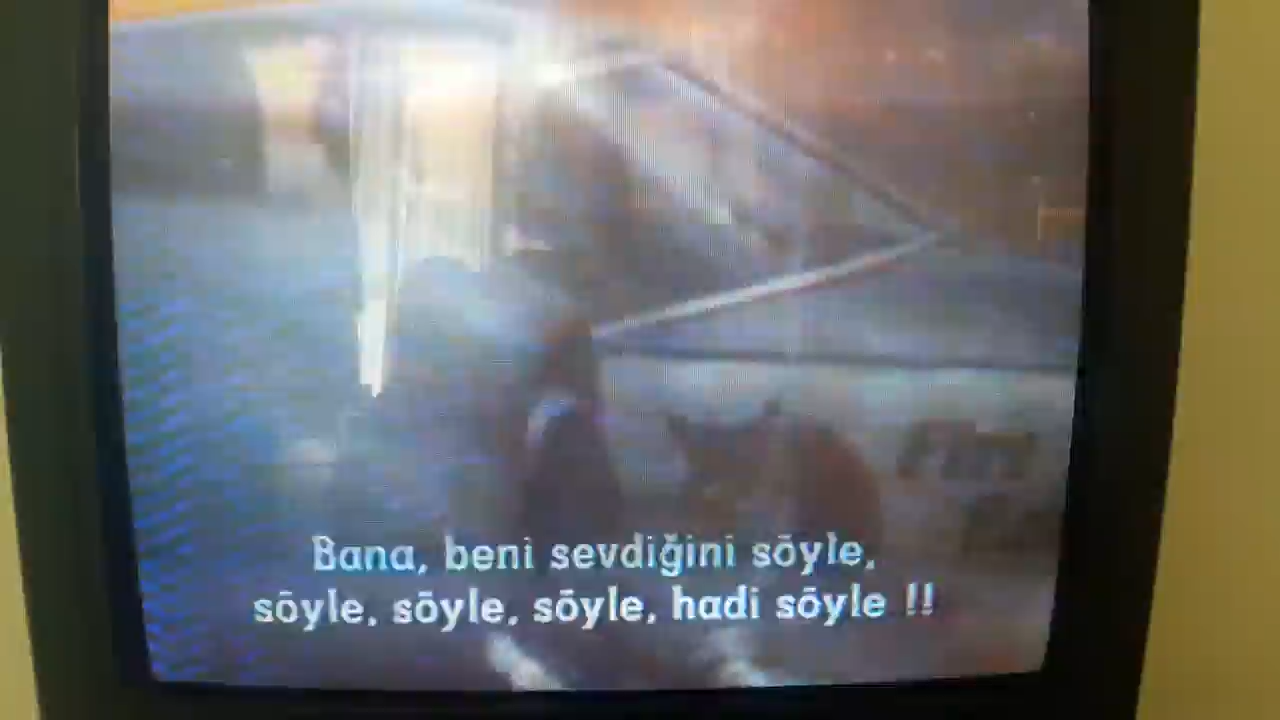 Bana, beni sevdiğini söyle,
söyle, söyle, söyle, hadi söyle !!